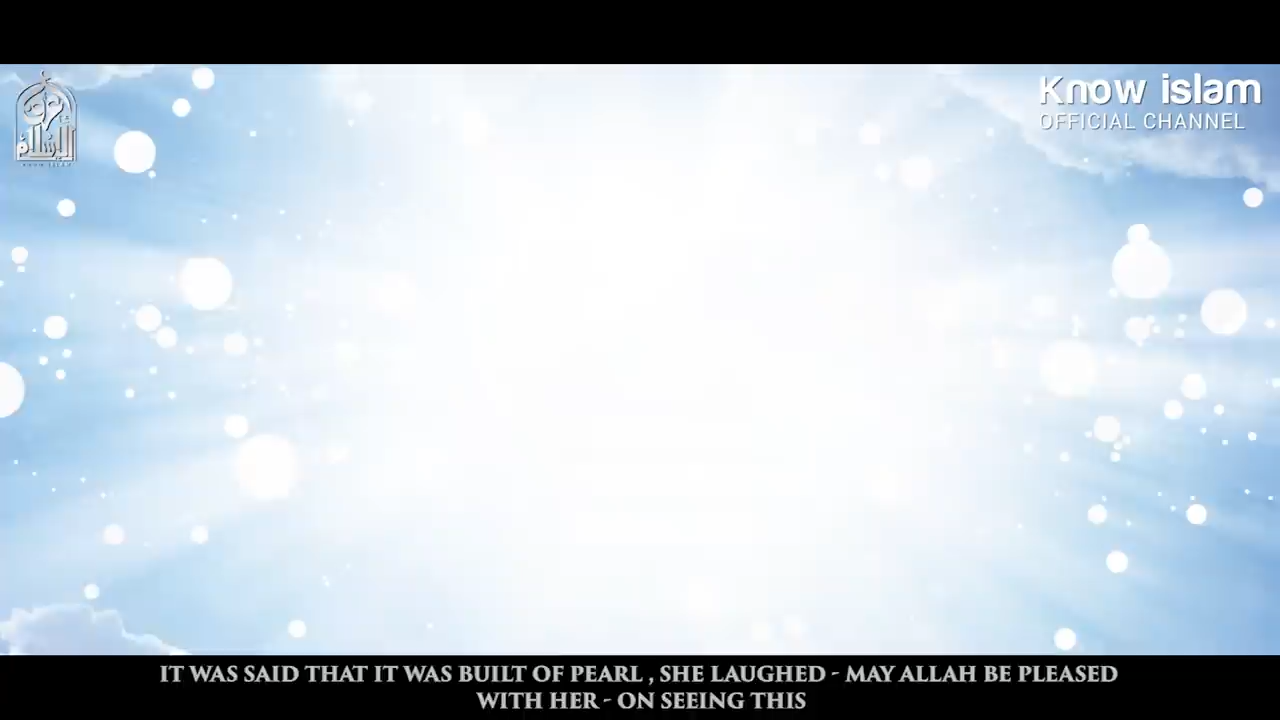 Know islam
OFFICIAL CHANNEL
IT WAS SAID THAT IT WAS BUILT OF PEARL , SHE LAUGHED - MAY ALLAH BE PLEASED
WITH HER - ON SEEING THIS